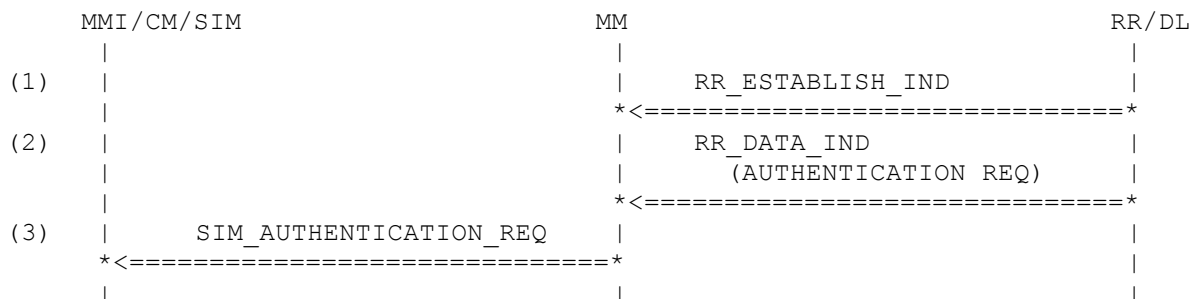 MMI/CM/SIM MM RR/DL
| | |
(1) | | RR_ESTABLISH_IND |
| *<==============================*
(2) | | RR_DATA_IND |
| | (AUTHENTICATION REQ) |
| *<==============================*
(3) | SIM_AUTHENTICATION_REQ | |
*<==============================* |
| | |